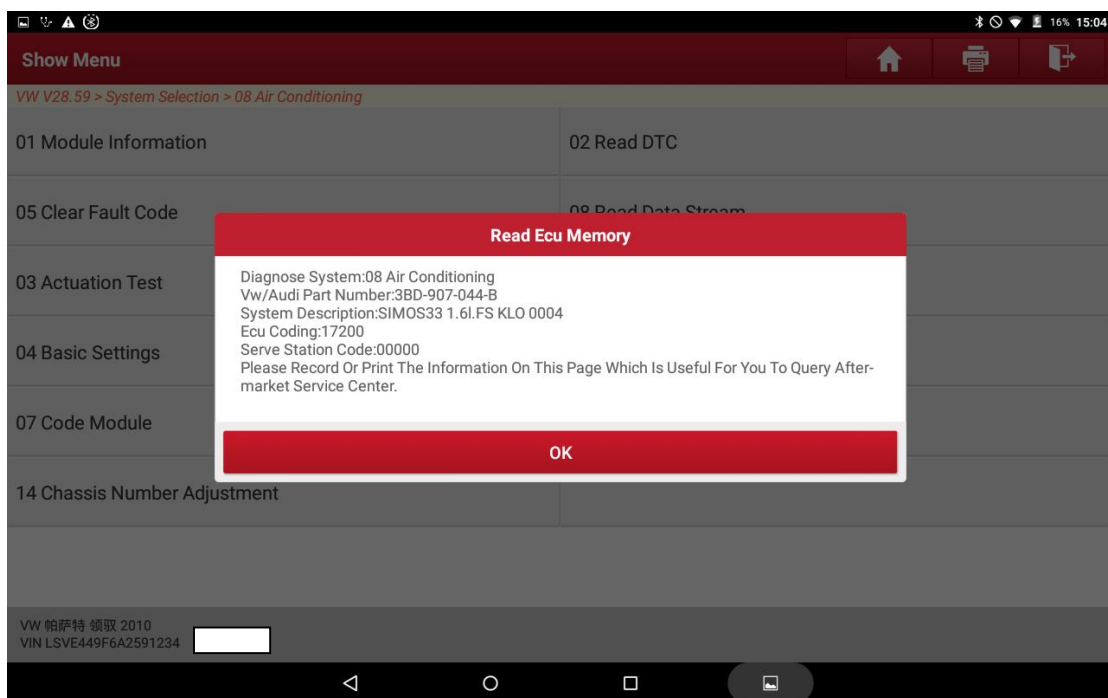 16% 15:04
Show Menu
VW V28.59 > System Selection > 08 Air Conditioning
01 Module Information
02 Read DTC
05 Clear Fault Code
08 Read Data Stream
Read Ecu Memory
03 Actuation Test
Diagnose System:08 Air Conditioning
Vw/Audi Part Number:3BD-907-044-B
System Description:SIMOS33 1.6l.FS KLO 0004
Ecu Coding:17200
04 Basic Settings
Serve Station Code:00000
Please Record Or Print The Information On This Page Which Is Useful For You To Query After-
market Service Center.
07 Code Module
OK
14 Chassis Number Adjustment
VW 帕萨特 领驭 2010
VIN LSVE449F6A2591234